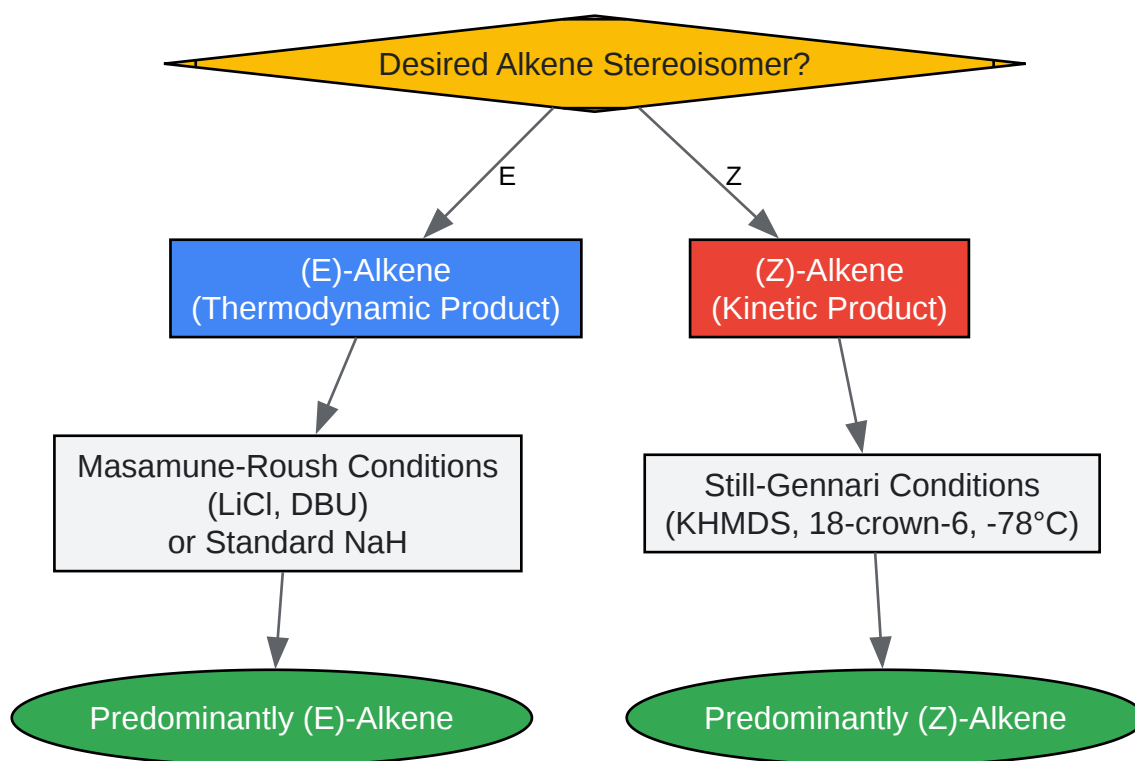 Desired Alkene Stereoisomer?
E
Z
(E)-Alkene
(Thermodynamic Product)
(Z)-Alkene
(Kinetic Product)
Masamune-Roush Conditions
(LiCl, DBU)
or Standard NaH
Still-Gennari Conditions
(KHMDS, 18-crown-6, -78°C)
Predominantly (E)-Alkene
Predominantly (Z)-Alkene